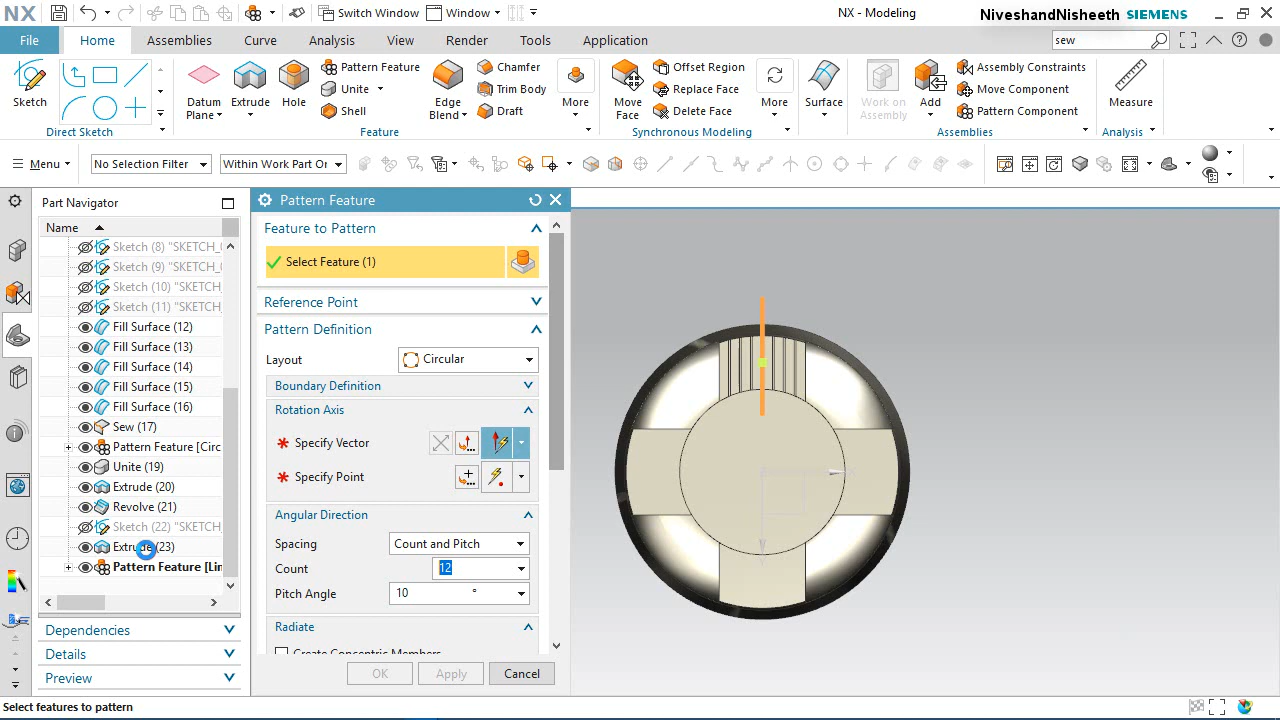 NX
Switch Window
Window
NX - Modeling
NiveshandNisheeth SIEMENS
File
Home
Assemblies
Curve
Analysis
View
Render
Tools
Application
sew
Sketch
Direct Sketch
Datum Plane
Extrude
Hole
Pattern Feature
Unite
Shell
Edge Blend
Chamfer
Trim Body
Draft
More
Feature
Move Face
Offset Region
Replace Face
Delete Face
More
Synchronous Modeling
Surface
Work on Assembly
Add
Assembly Constraints
Move Component
Pattern Component
Assemblies
Measure
Analysis
Menu
No Selection Filter
Within Work Part Or
Part Navigator
Name
Sketch (8) "SKETCH_
Sketch (9) "SKETCH_
Sketch (10) "SKETCH_
Sketch (11) "SKETCH_
Fill Surface (12)
Fill Surface (13)
Fill Surface (14)
Fill Surface (15)
Fill Surface (16)
Sew (17)
Pattern Feature [Circ
Unite (19)
Extrude (20)
Revolve (21)
Sketch (22) "SKETCH_
Extrude (23)
Pattern Feature [Lin
Dependencies
Details
Preview
Pattern Feature
Feature to Pattern
Select Feature (1)
Reference Point
Pattern Definition
Layout
Circular
Boundary Definition
Rotation Axis
* Specify Vector
* Specify Point
Angular Direction
Spacing
Count and Pitch
Count
12
Pitch Angle
10 °
Radiate
Create Concentric Members
OK
Apply
Cancel
Select features to pattern